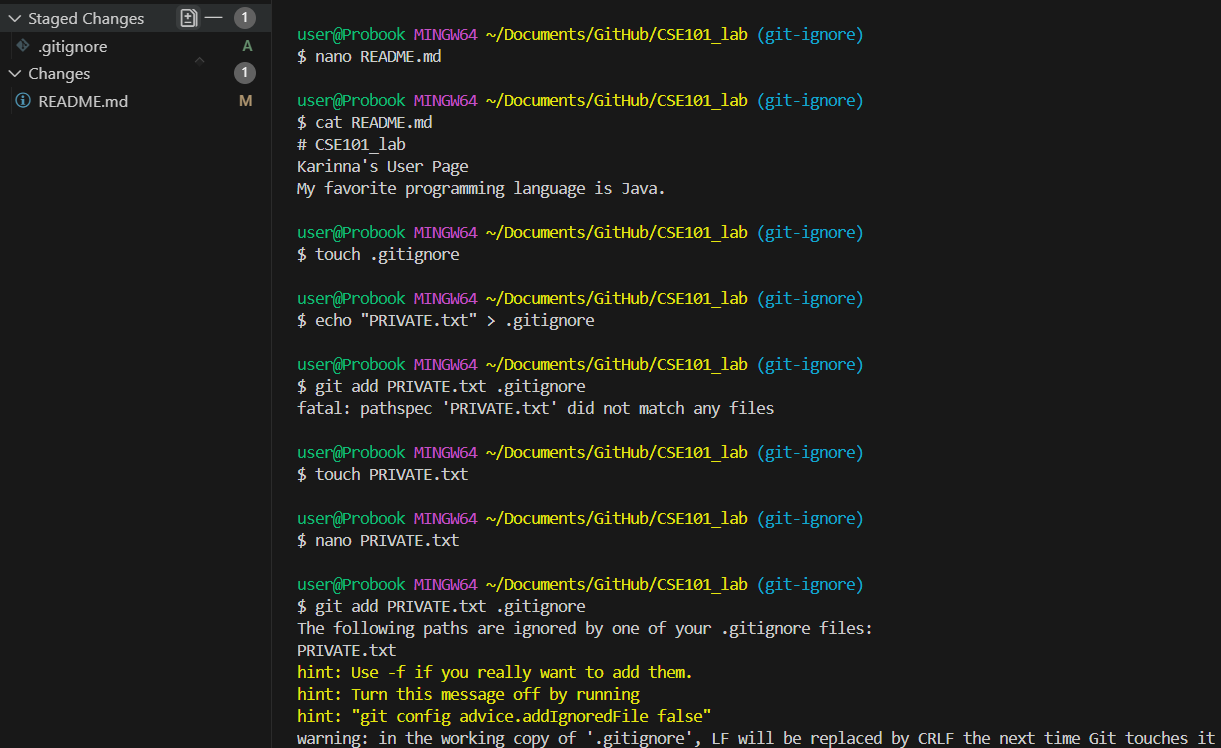 Staged Changes 1
.gitignore A
Changes 1
README.md M
user@Probook MINGW64 ~/Documents/GitHub/CSE101_lab (git-ignore)
$ nano README.md
user@Probook MINGW64 ~/Documents/GitHub/CSE101_lab (git-ignore)
$ cat README.md
# CSE101_lab
Karinna's User Page
My favorite programming language is Java.
user@Probook MINGW64 ~/Documents/GitHub/CSE101_lab (git-ignore)
$ touch .gitignore
user@Probook MINGW64 ~/Documents/GitHub/CSE101_lab (git-ignore)
$ echo "PRIVATE.txt" > .gitignore
user@Probook MINGW64 ~/Documents/GitHub/CSE101_lab (git-ignore)
$ git add PRIVATE.txt .gitignore
fatal: pathspec 'PRIVATE.txt' did not match any files
user@Probook MINGW64 ~/Documents/GitHub/CSE101_lab (git-ignore)
$ touch PRIVATE.txt
user@Probook MINGW64 ~/Documents/GitHub/CSE101_lab (git-ignore)
$ nano PRIVATE.txt
user@Probook MINGW64 ~/Documents/GitHub/CSE101_lab (git-ignore)
$ git add PRIVATE.txt .gitignore
The following paths are ignored by one of your .gitignore files:
PRIVATE.txt
hint: Use -f if you really want to add them.
hint: Turn this message off by running
hint: "git config advice.addIgnoredFile false"
warning: in the working copy of '.gitignore', LF will be replaced by CRLF the next time Git touches it